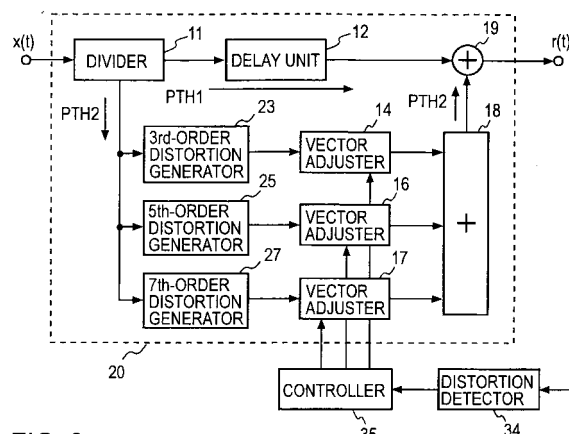 x(t)
11
12
19
r(t)
DIVIDER
DELAY UNIT
+
PTH1
PTH2
PTH2
23
14
18
3rd-ORDER
DISTORTION
GENERATOR
VECTOR
ADJUSTER
25
16
5th-ORDER
DISTORTION
GENERATOR
VECTOR
ADJUSTER
+
27
17
7th-ORDER
DISTORTION
GENERATOR
VECTOR
ADJUSTER
20
CONTROLLER
DISTORTION
DETECTOR
35
34